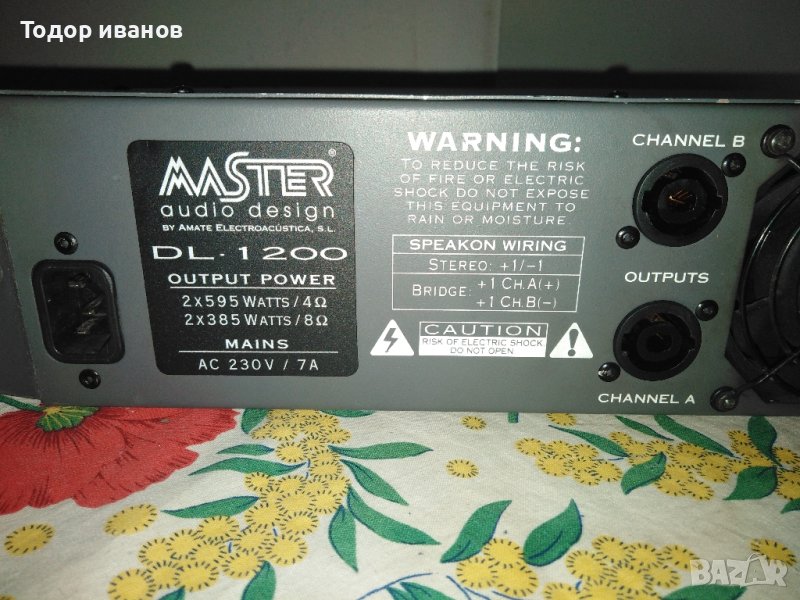 Тодор иванов
MASTER®
audio design
BY AMATE ELECTROACÚSTICA, S.L.
DL-1200
OUTPUT POWER
2x595 WATTS/4Ω
2x385 WATTS/8Ω
MAINS
AC 230V / 7A
WARNING:
TO REDUCE THE RISK
OF FIRE OR ELECTRIC
SHOCK DO NOT EXPOSE
THIS EQUIPMENT TO
RAIN OR MOISTURE.
SPEAKON WIRING
STEREO: +1/-1
BRIDGE: +1 CH.A(+)
+1 CH.B(-)
CAUTION
RISK OF ELECTRIC SHOCK
DO NOT OPEN
CHANNEL B
OUTPUTS
CHANNEL A
BAZAR